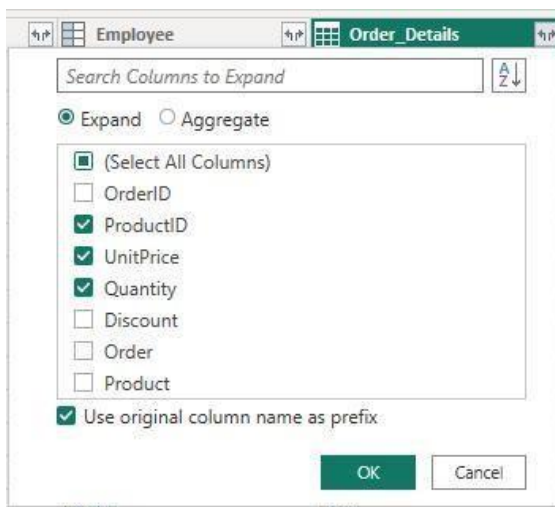 Employee Order_Details
Search Columns to Expand
Expand Aggregate
(Select All Columns)
OrderID
ProductID
UnitPrice
Quantity
Discount
Order
Product
Use original column name as prefix
OK Cancel